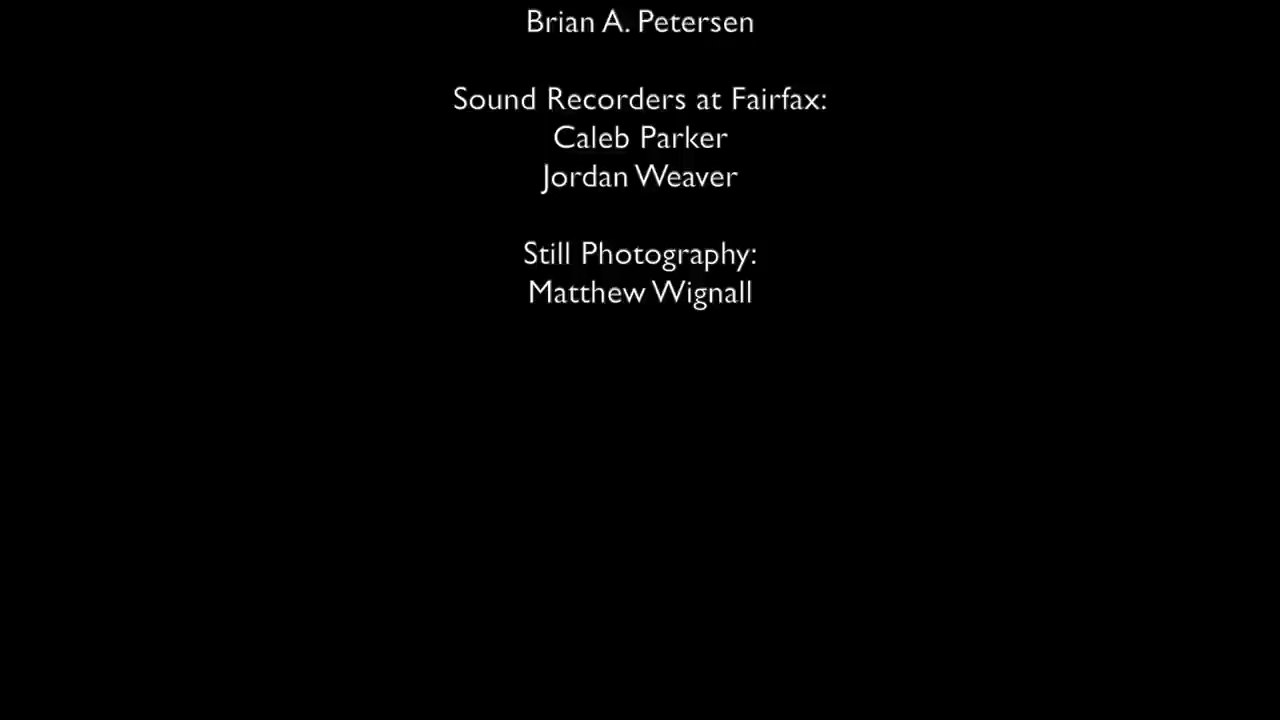 Brian A. Petersen
Sound Recorders at Fairfax:
Caleb Parker
Jordan Weaver
Still Photography:
Matthew Wignall